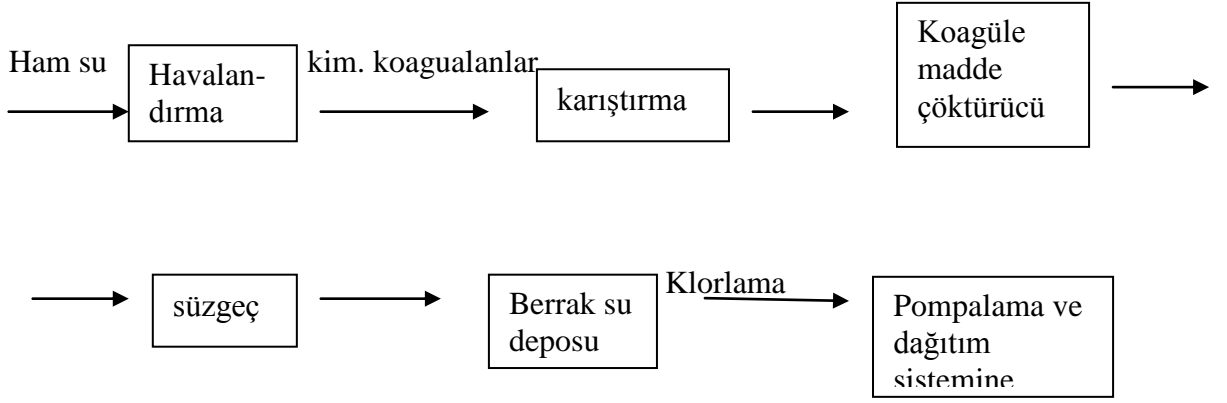 Ham su
Havalan-
dırma
kim. koagualanlar
karıştırma
Koagüle
madde
çöktürücü
süzgeç
Berrak su
deposu
Klorlama
Pompalama ve
dağıtım
sistemine